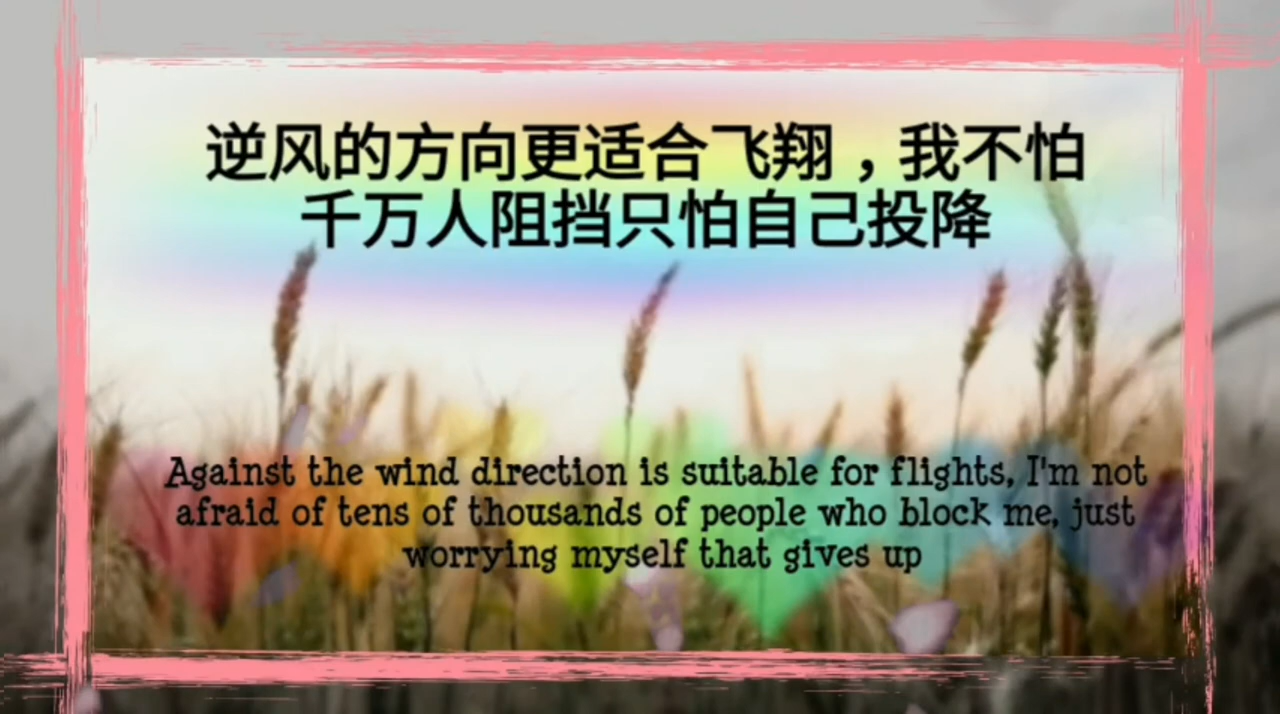 逆风的方向更适合飞翔，我不怕
千万人阻挡只怕自己投降
Against the wind direction is suitable for flights, I'm not
afraid of tens of thousands of people who block me, just
worrying myself that gives up